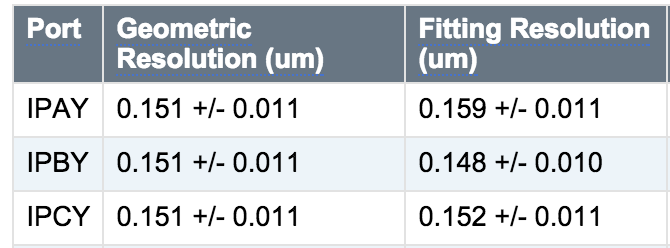 Port Geometric Resolution (um) Fitting Resolution (um)
IPAY 0.151 +/- 0.011 0.159 +/- 0.011
IPBY 0.151 +/- 0.011 0.148 +/- 0.010
IPCY 0.151 +/- 0.011 0.152 +/- 0.011